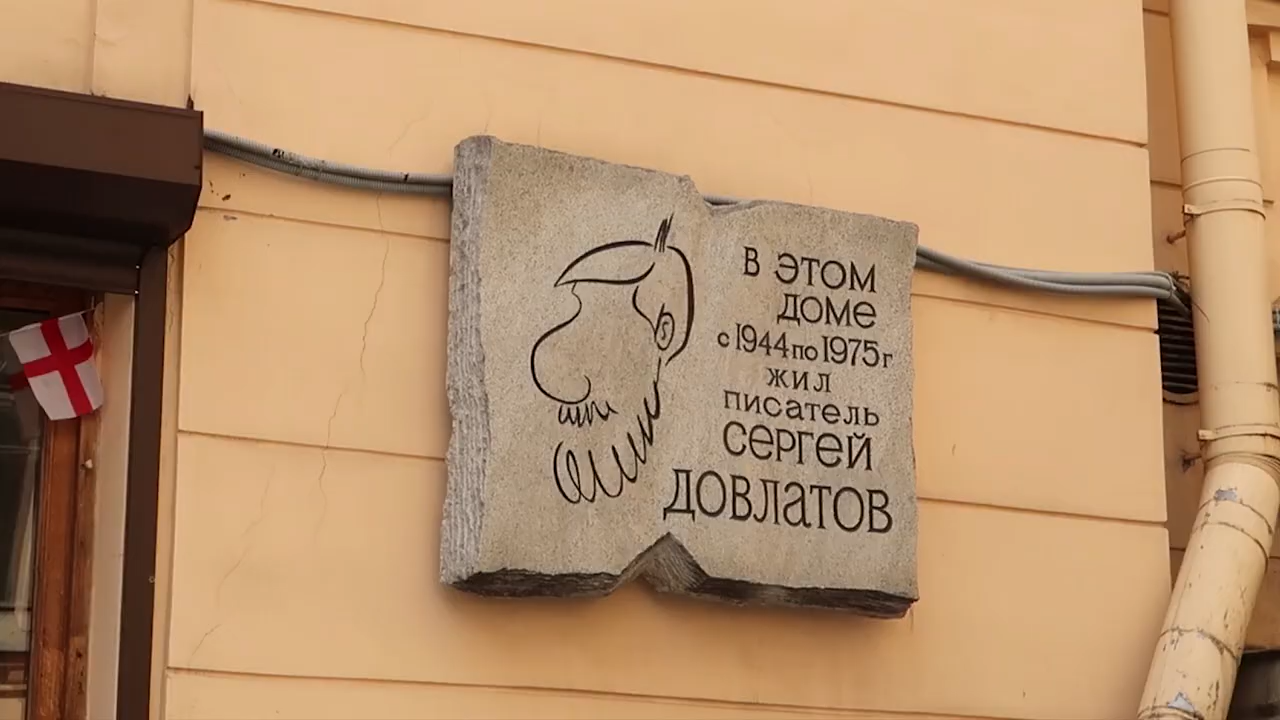 В ЭТОМ
ДОМЕ
с 1944 по 1975 г
ЖИЛ
ПИСАТЕЛЬ
СЕРГЕЙ
ДОВЛАТОВ